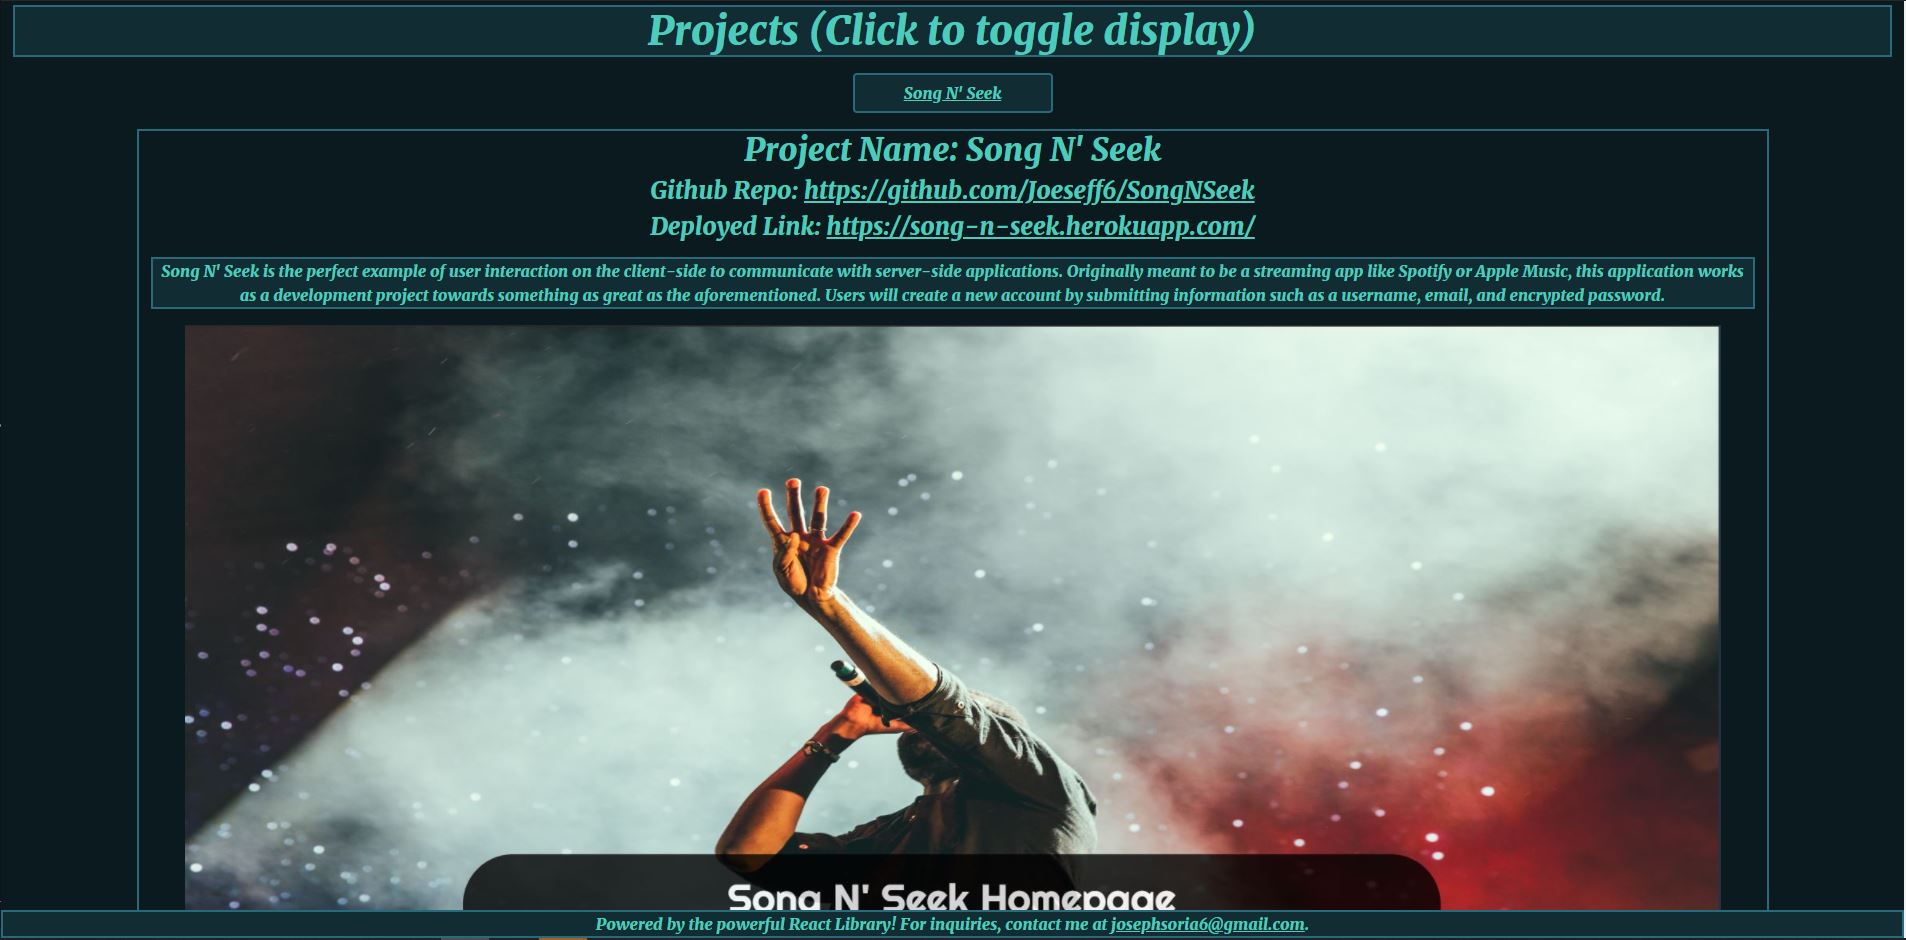 Projects (Click to toggle display)
Song N' Seek
Project Name: Song N' Seek
Github Repo: https://github.com/Joeseff6/SongNSeek
Deployed Link: https://song-n-seek.herokuapp.com/
Song N' Seek is the perfect example of user interaction on the client-side to communicate with server-side applications. Originally meant to be a streaming app like Spotify or Apple Music, this application works
as a development project towards something as great as the aforementioned. Users will create a new account by submitting information such as a username, email, and encrypted password.
Song N' Seek Homepage
Powered by the powerful React Library! For inquiries, contact me at josephsoria6@gmail.com.